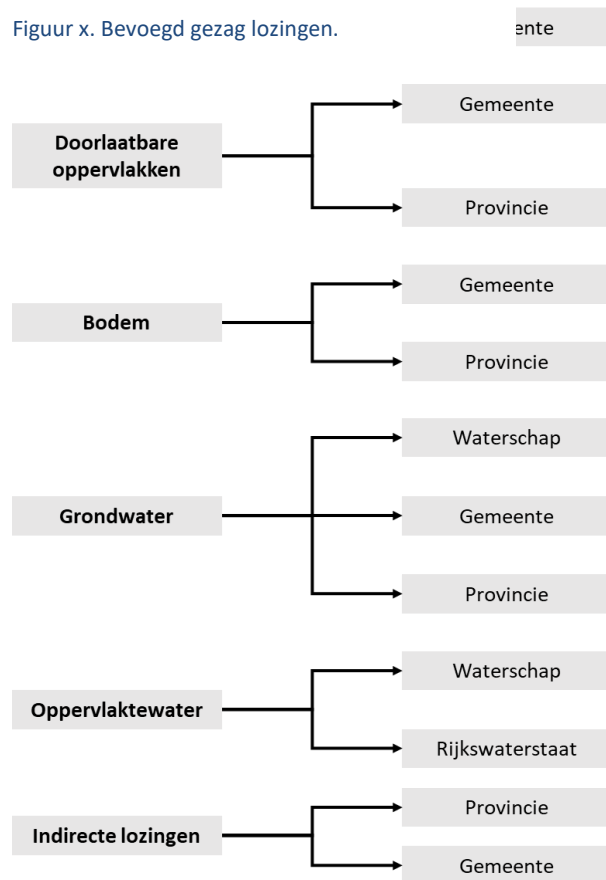 Figuur x. Bevoegd gezag lozingen.
ente
Doorlaatbare
oppervlakken
Gemeente
Provincie
Bodem
Gemeente
Provincie
Grondwater
Waterschap
Gemeente
Provincie
Oppervlaktewater
Waterschap
Rijkswaterstaat
Indirecte lozingen
Provincie
Gemeente